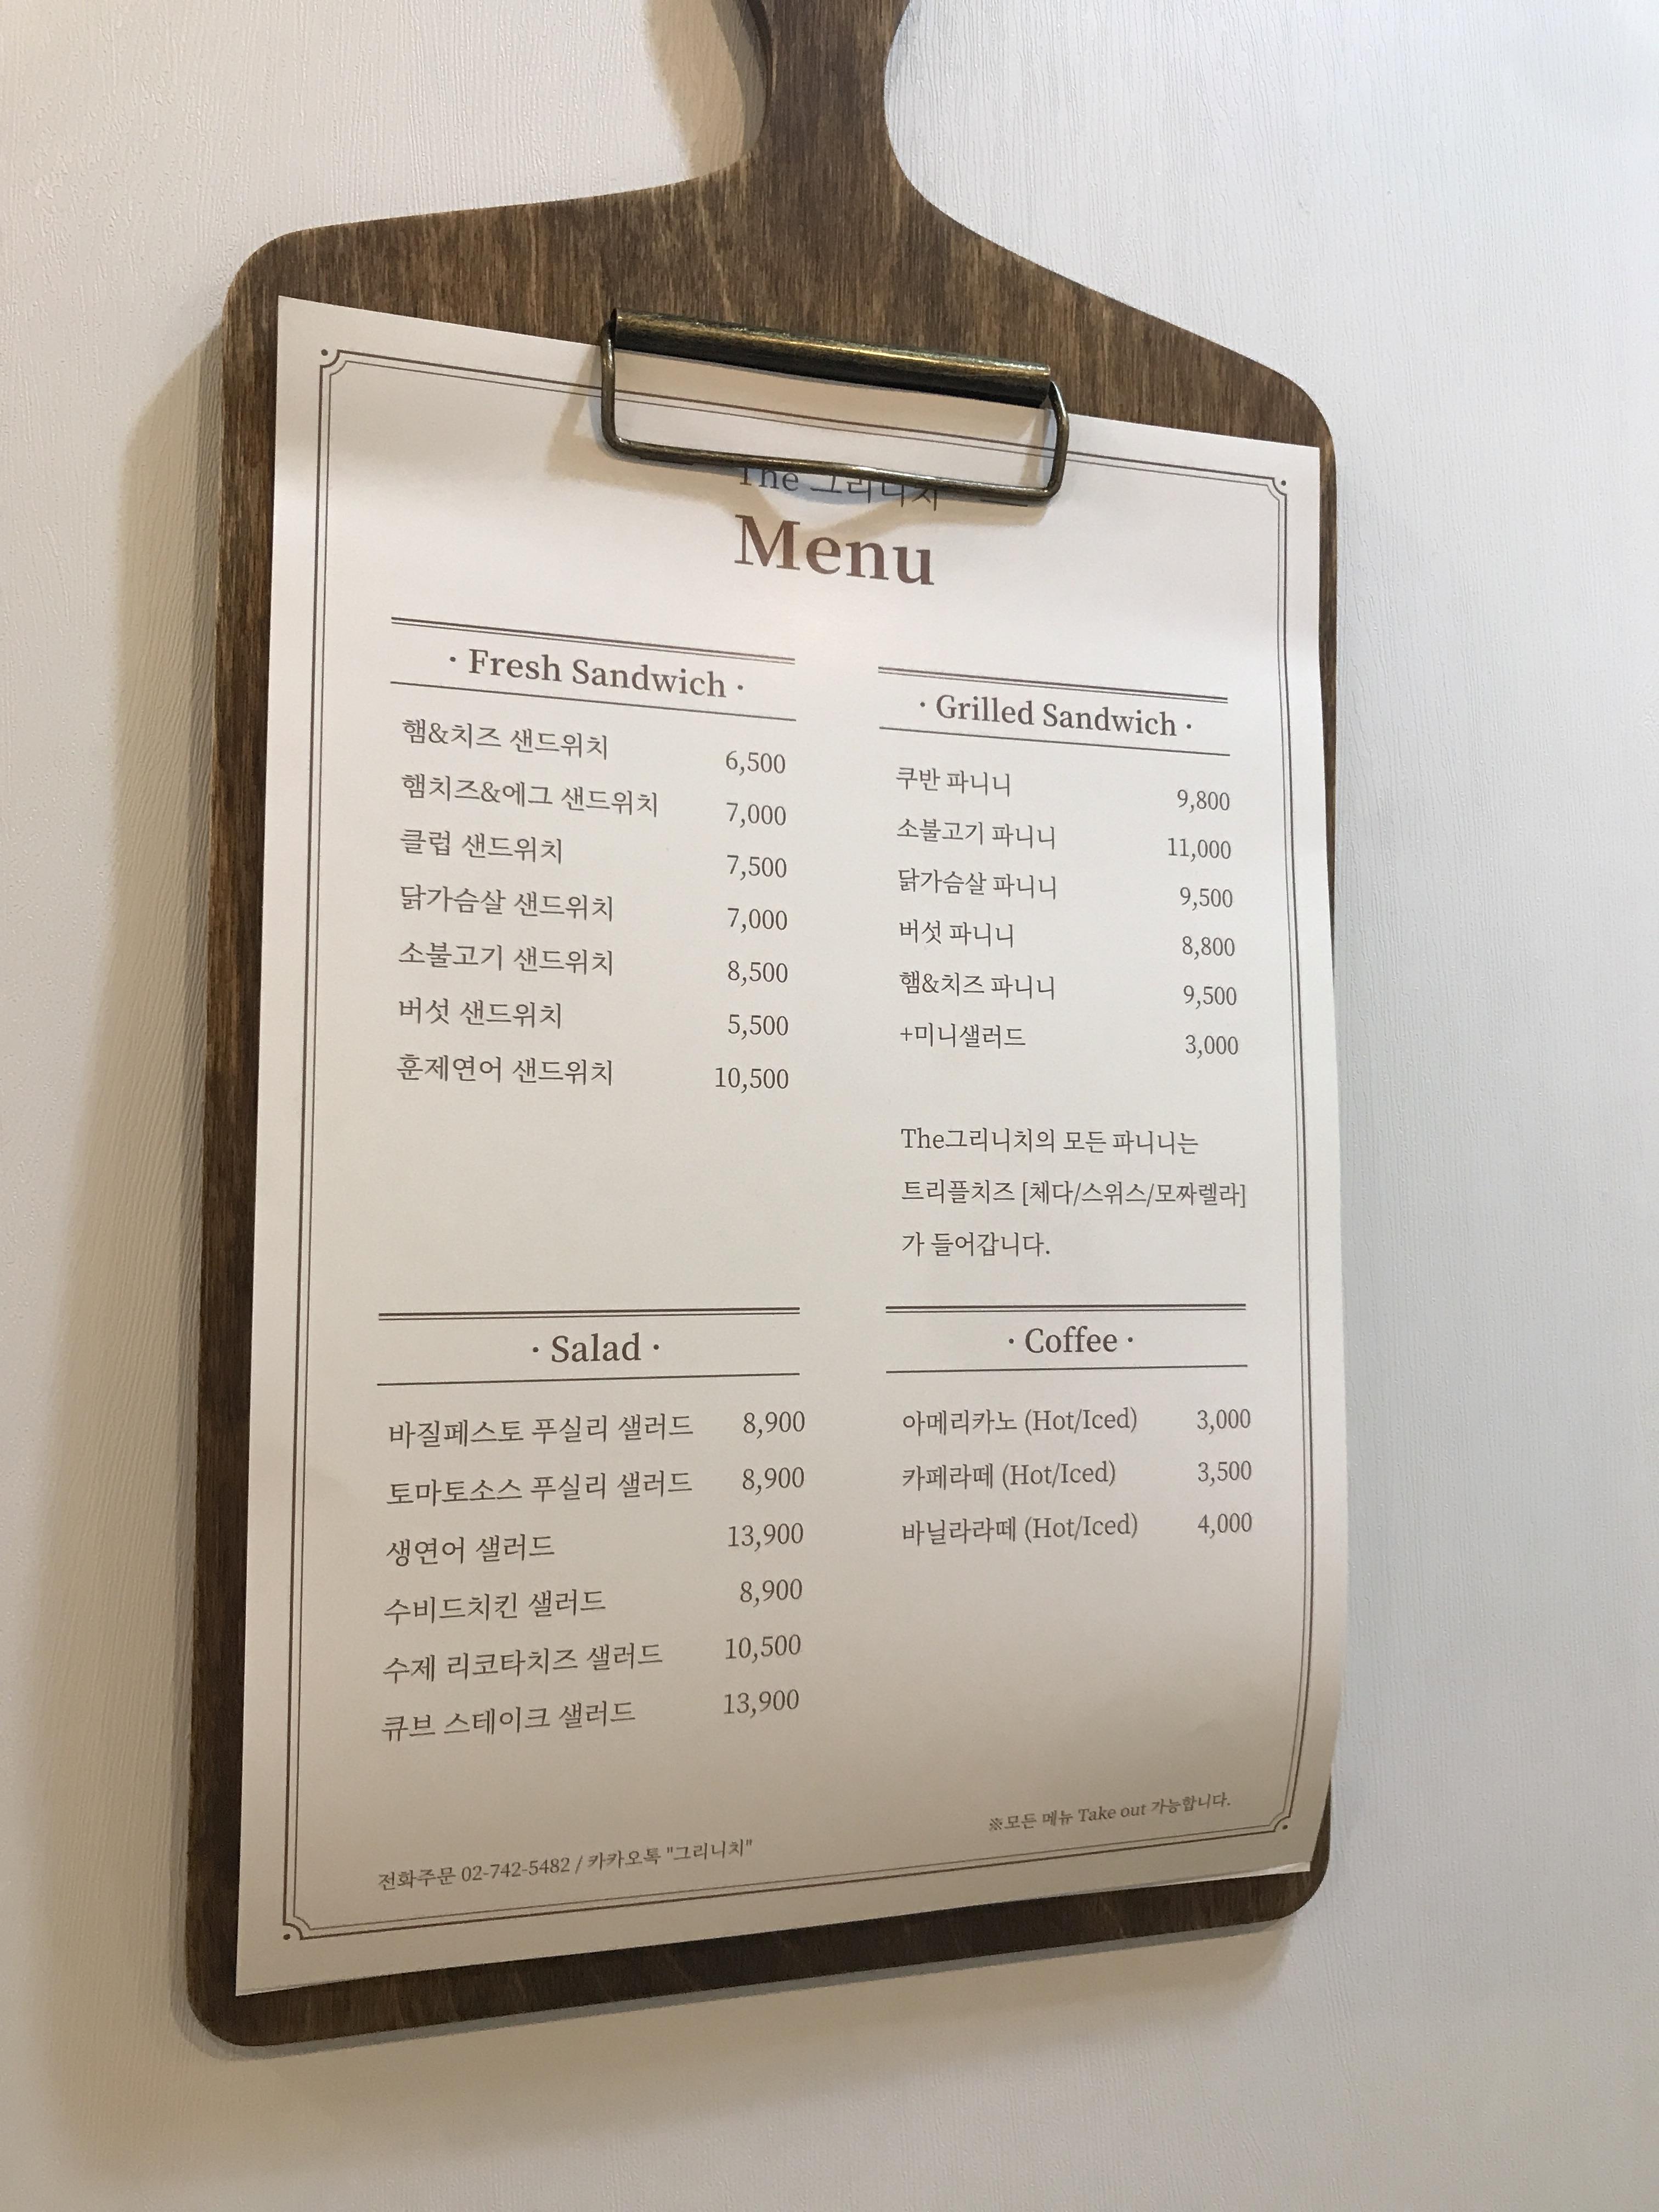 The 그리니치
Menu
· Fresh Sandwich ·
햄&치즈 샌드위치 6,500
햄치즈&에그 샌드위치 7,000
클럽 샌드위치 7,500
닭가슴살 샌드위치 7,000
소불고기 샌드위치 8,500
버섯 샌드위치 5,500
훈제연어 샌드위치 10,500
· Grilled Sandwich ·
쿠반 파니니 9,800
소불고기 파니니 11,000
닭가슴살 파니니 9,500
버섯 파니니 8,800
햄&치즈 파니니 9,500
+미니샐러드 3,000
The그리니치의 모든 파니니는
트리플치즈 [체다/스위스/모짜렐라]
가 들어갑니다.
· Salad ·
바질페스토 푸실리 샐러드 8,900
토마토소스 푸실리 샐러드 8,900
생연어 샐러드 13,900
수비드치킨 샐러드 8,900
수제 리코타치즈 샐러드 10,500
큐브 스테이크 샐러드 13,900
· Coffee ·
아메리카노 (Hot/Iced) 3,000
카페라떼 (Hot/Iced) 3,500
바닐라라떼 (Hot/Iced) 4,000
※모든 메뉴 Take out 가능합니다.
전화주문 02-742-5482 / 카카오톡 "그리니치"